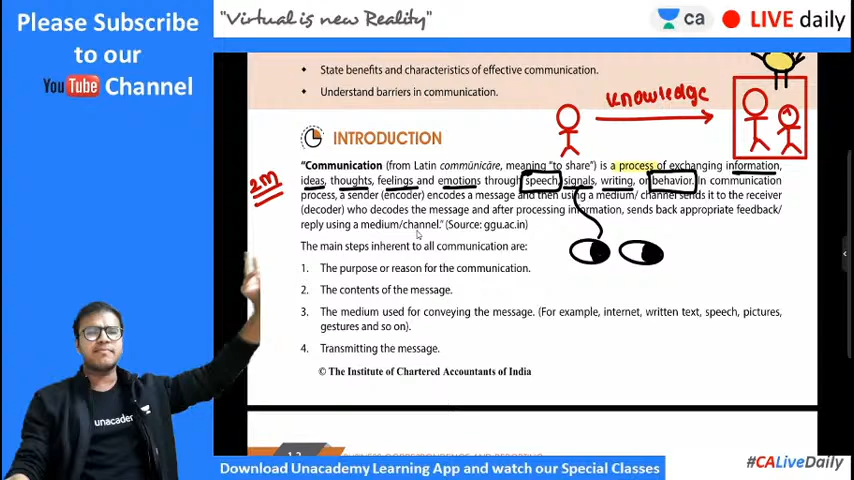 Please Subscribe
to our
YouTube Channel
"Virtual is new Reality"
ca
LIVE daily
• State benefits and characteristics of effective communication.
• Understand barriers in communication.
Knowledge
INTRODUCTION
2M
"Communication (from Latin commūnicāre, meaning "to share") is a process of exchanging information,
ideas, thoughts, feelings and emotions through speech, signals, writing, or behavior. In communication
process, a sender (encoder) encodes a message and then using a medium/ channel sends it to the receiver
(decoder) who decodes the message and after processing information, sends back appropriate feedback/
reply using a medium/channel." (Source: ggu.ac.in)
The main steps inherent to all communication are:
1. The purpose or reason for the communication.
2. The contents of the message.
3. The medium used for conveying the message. (For example, internet, written text, speech, pictures,
gestures and so on).
4. Transmitting the message.
© The Institute of Chartered Accountants of India
unacademy
BUSINESS CORRESPONDENCE AND REPORTING
Download Unacademy Learning App and watch our Special Classes
#CALiveDaily